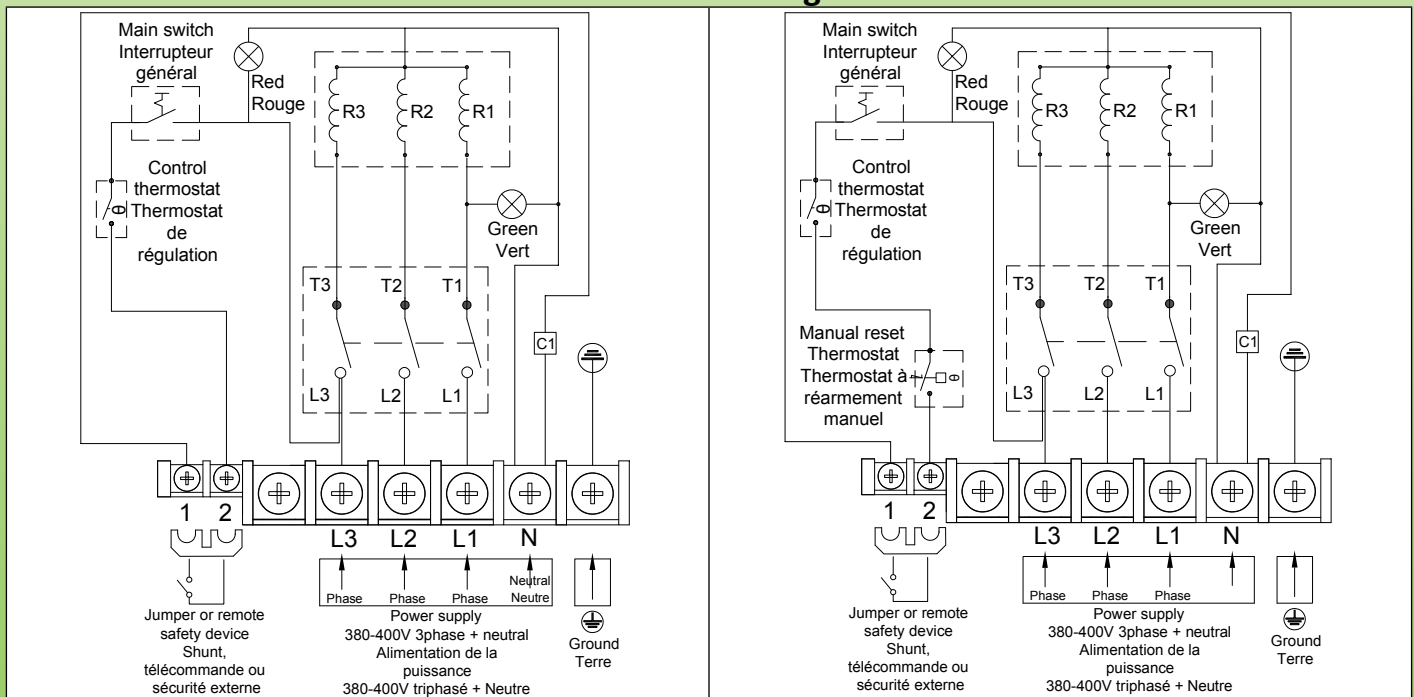 g
Main switch
Interrupteur
général
Red
Rouge
R3
R2
R1
Control
thermostat
Thermostat
de
régulation
θ
Green
Vert
T3
T2
T1
C1
L3
L2
L1
1
2
L3
L2
L1
N
Phase
Phase
Phase
Neutral
Neutre
Jumper or remote
safety device
Shunt,
télécommande ou
sécurité externe
Power supply
380-400V 3phase + neutral
Alimentation de la
puissance
380-400V triphasé + Neutre
Ground
Terre
Main switch
Interrupteur
général
Red
Rouge
R3
R2
R1
Control
thermostat
Thermostat
de
régulation
θ
Green
Vert
T3
T2
T1
Manual reset
Thermostat
Thermostat à
réarmement
manuel
θ
C1
L3
L2
L1
1
2
L3
L2
L1
N
Phase
Phase
Phase
Jumper or remote
safety device
Shunt,
télécommande ou
sécurité externe
Power supply
380-400V 3phase + neutral
Alimentation de la
puissance
380-400V triphasé + Neutre
Ground
Terre